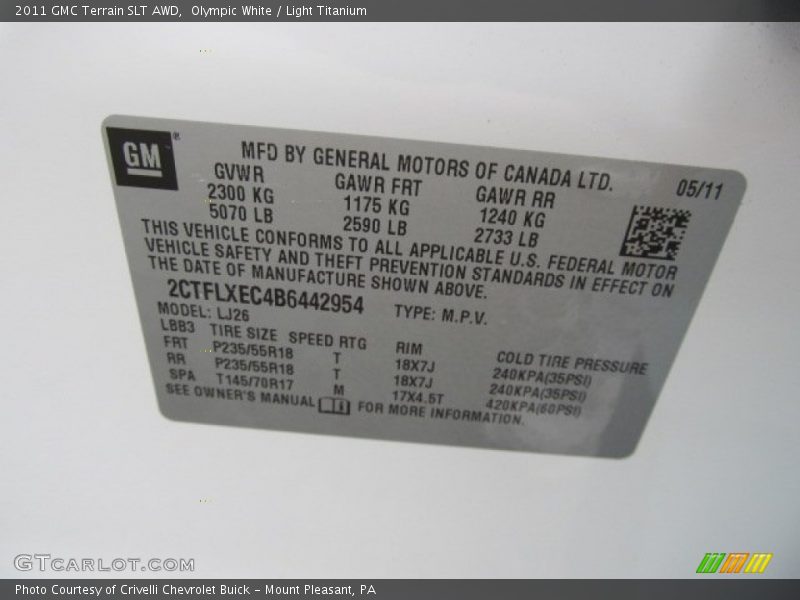 2011 GMC Terrain SLT AWD,  Olympic White / Light Titanium
GM ®
MFD BY GENERAL MOTORS OF CANADA LTD. 05/11
GVWR GAWR FRT GAWR RR
2300 KG 1175 KG 1240 KG
5070 LB 2590 LB 2733 LB
THIS VEHICLE CONFORMS TO ALL APPLICABLE U.S. FEDERAL MOTOR
VEHICLE SAFETY AND THEFT PREVENTION STANDARDS IN EFFECT ON
THE DATE OF MANUFACTURE SHOWN ABOVE.
2CTFLXEC4B6442954 TYPE: M.P.V.
MODEL: LJ26
LBB3 TIRE SIZE SPEED RTG RIM COLD TIRE PRESSURE
FRT P235/55R18 T 18X7J 240KPA(35PSI)
RR P235/55R18 T 18X7J 240KPA(35PSI)
SPA T145/70R17 M 17X4.5T 420KPA(60PSI)
SEE OWNER'S MANUAL FOR MORE INFORMATION.
GTCARLOT.COM
Photo Courtesy of Crivelli Chevrolet Buick – Mount Pleasant, PA